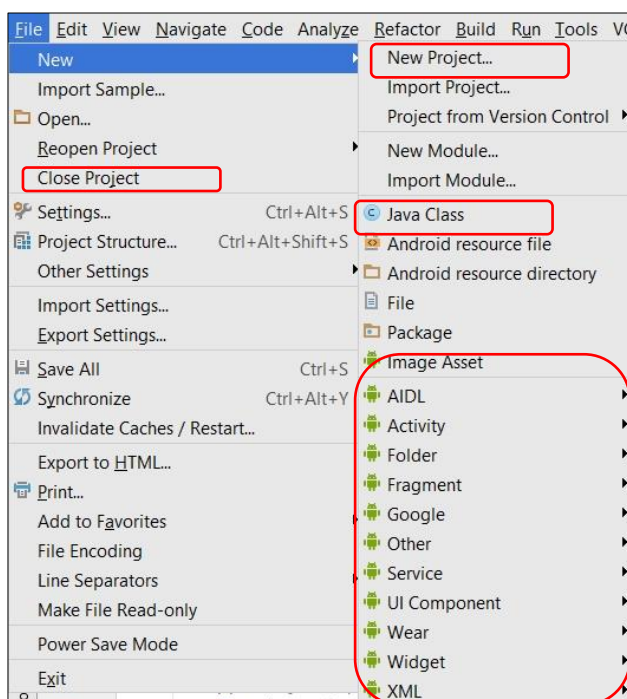 File Edit View Navigate Code Analyze Refactor Build Run Tools
New
Import Sample...
Open...
Reopen Project
Close Project
Settings... Ctrl+Alt+S
Project Structure... Ctrl+Alt+Shift+S
Other Settings
Import Settings...
Export Settings...
Save All Ctrl+S
Synchronize Ctrl+Alt+Y
Invalidate Caches / Restart...
Export to HTML...
Print...
Add to Favorites
File Encoding
Line Separators
Make File Read-only
Power Save Mode
Exit
New Project...
Import Project...
Project from Version Control
New Module...
Import Module...
Java Class
Android resource file
Android resource directory
File
Package
Image Asset
AIDL
Activity
Folder
Fragment
Google
Other
Service
UI Component
Wear
Widget
XML